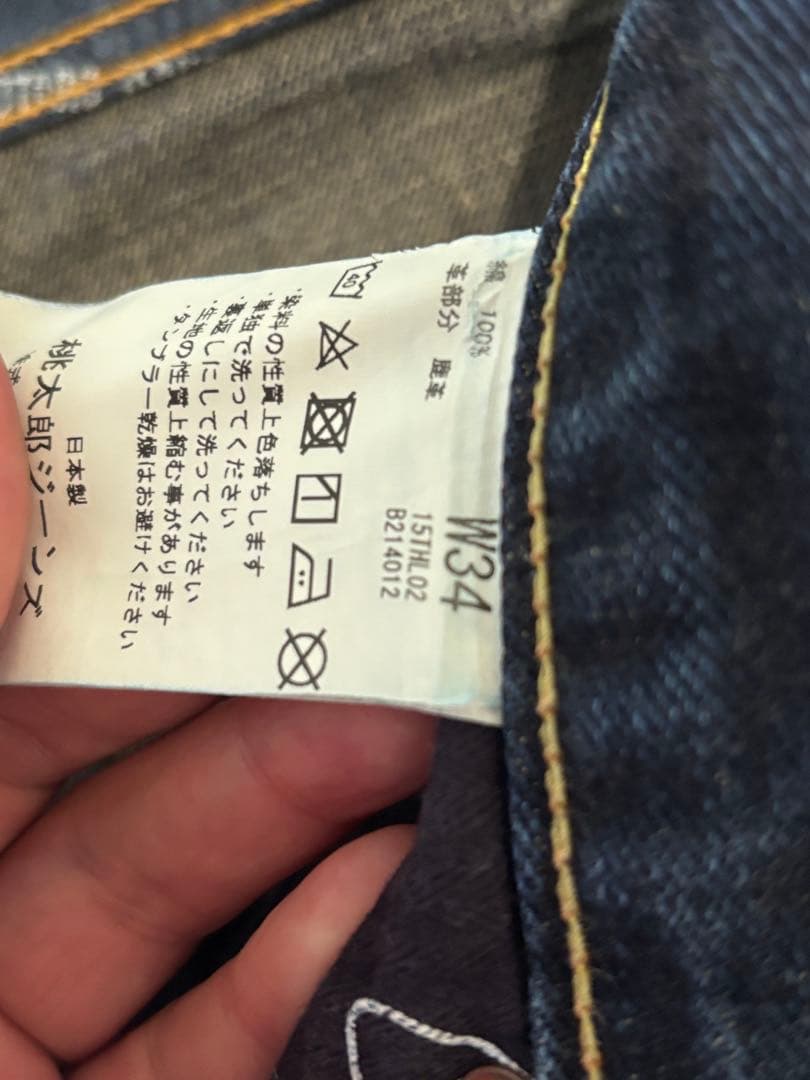 綿 100%
革部分 鹿革
W34
15THL02
B214012
40
・染料の性質上色落ちします
・単独で洗ってください
・裏返しにして洗ってください
・生地の性質上縮む事があります
・タンブラー乾燥はお避けください
日本製
桃太郎ジーンズ